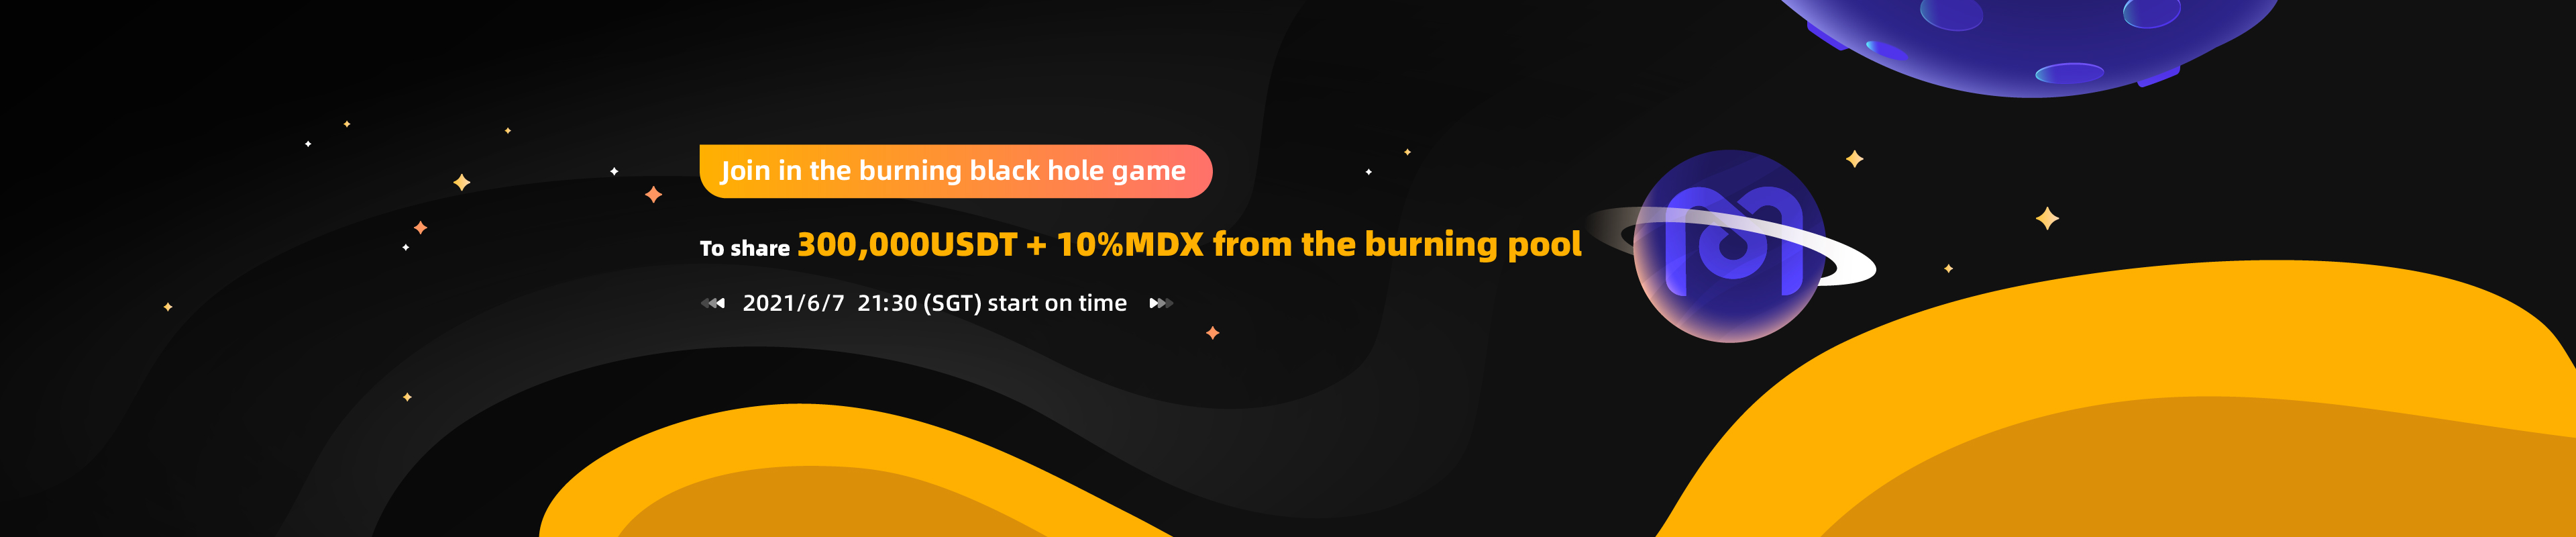 Join in the burning black hole game
To share 300,000USDT + 10%MDX from the burning pool
2021/6/7 21:30 (SGT) start on time